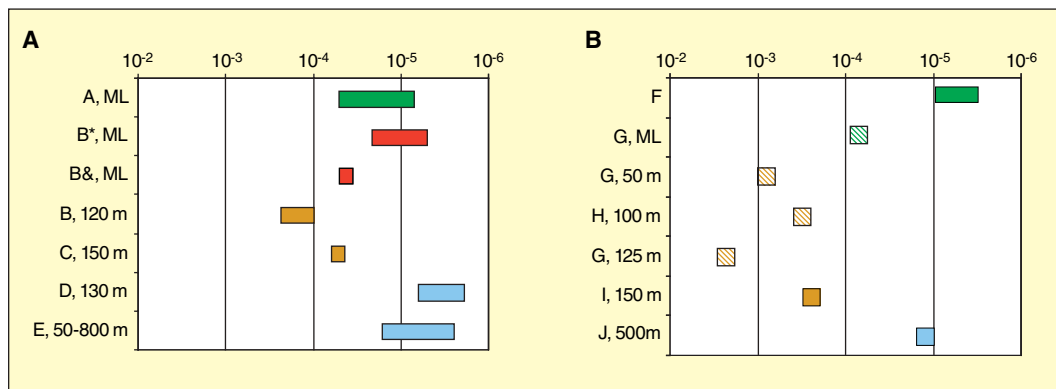 A
10-2 10-3 10-4 10-5 10-6
A, ML
B*, ML
B&, ML
B, 120 m
C, 150 m
D, 130 m
E, 50-800 m
B
10-2 10-3 10-4 10-5 10-6
F
G, ML
G, 50 m
H, 100 m
G, 125 m
I, 150 m
J, 500m